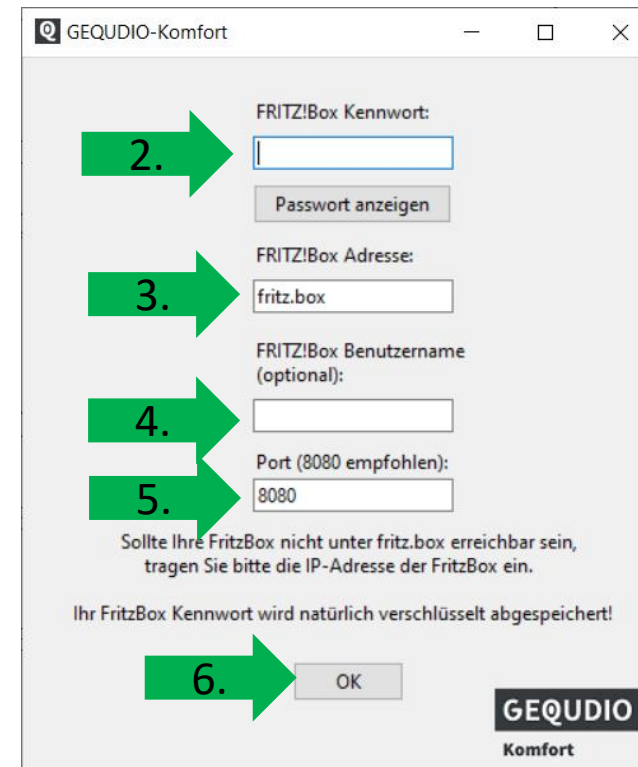 GEQUDIO-Komfort
FRITZ!Box Kennwort:
2.
Passwort anzeigen
FRITZ!Box Adresse:
3.
fritz.box
FRITZ!Box Benutzername
(optional):
4.
Port (8080 empfohlen):
5.
8080
Sollte Ihre FritzBox nicht unter fritz.box erreichbar sein,
tragen Sie bitte die IP-Adresse der FritzBox ein.
Ihr FritzBox Kennwort wird natürlich verschlüsselt abgespeichert!
6.
OK
GEQUDIO
Komfort